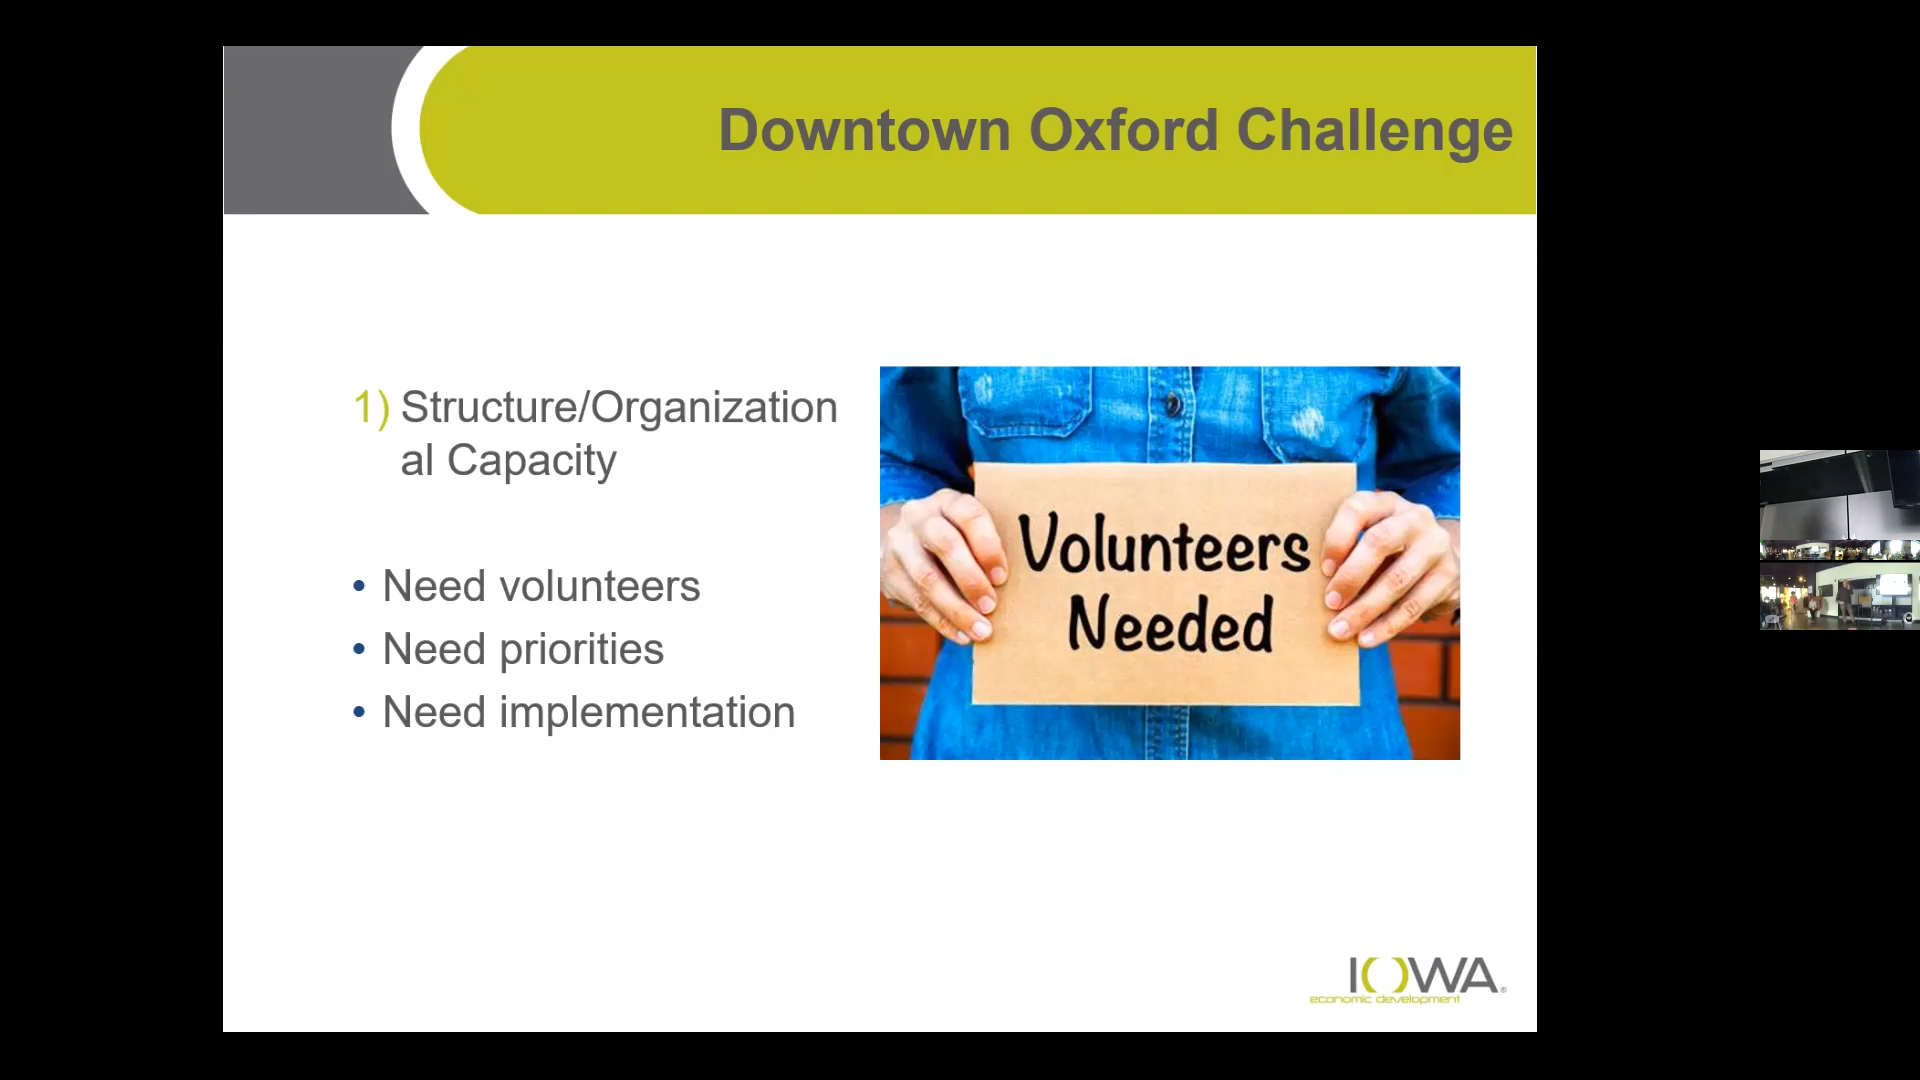 Downtown Oxford Challenge
1) Structure/Organization
al Capacity
• Need volunteers
• Need priorities
• Need implementation
Volunteers
Needed
IOWA®
economic development